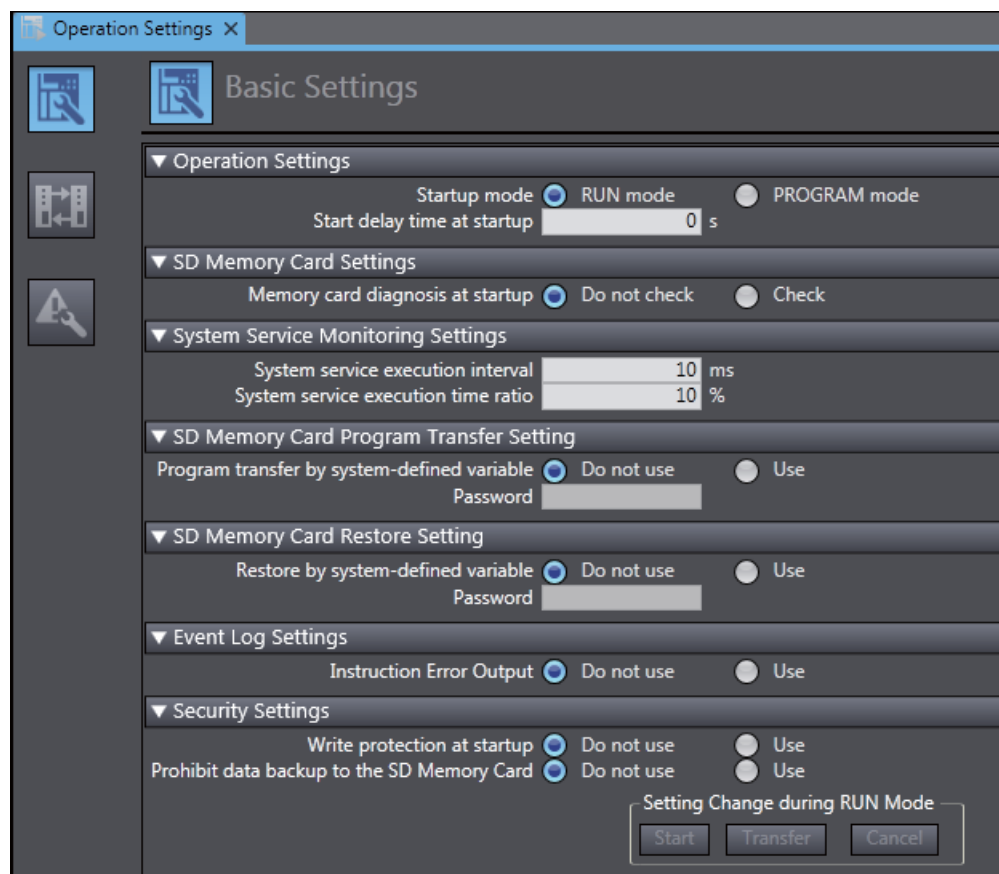 Operation Settings X
Basic Settings
▼ Operation Settings
Startup mode RUN mode PROGRAM mode
Start delay time at startup 0 s
▼ SD Memory Card Settings
Memory card diagnosis at startup Do not check Check
▼ System Service Monitoring Settings
System service execution interval 10 ms
System service execution time ratio 10 %
▼ SD Memory Card Program Transfer Setting
Program transfer by system-defined variable Do not use Use
Password
▼ SD Memory Card Restore Setting
Restore by system-defined variable Do not use Use
Password
▼ Event Log Settings
Instruction Error Output Do not use Use
▼ Security Settings
Write protection at startup Do not use Use
Prohibit data backup to the SD Memory Card Do not use Use
Setting Change during RUN Mode
Start Transfer Cancel